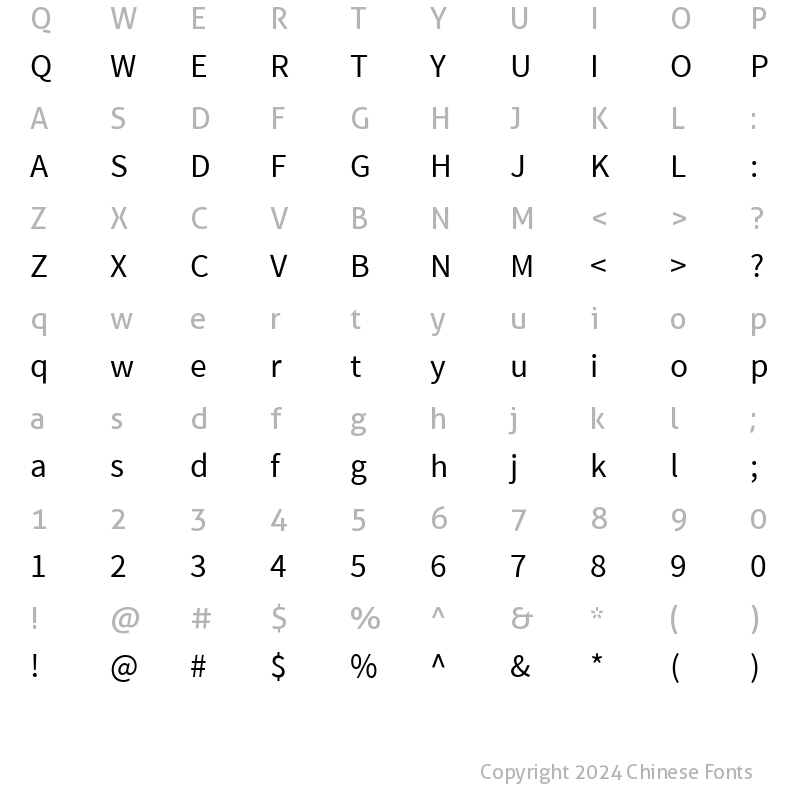 Q W E R T Y U I O P
Q W E R T Y U I O P
A S D F G H J K L :
A S D F G H J K L :
Z X C V B N M < > ?
Z X C V B N M < > ?
q w e r t y u i o p
q w e r t y u i o p
a s d f g h j k l ;
a s d f g h j k l ;
1 2 3 4 5 6 7 8 9 0
1 2 3 4 5 6 7 8 9 0
! @ # $ % ^ & * ( )
! @ # $ % ^ & * ( )
Copyright 2024 Chinese Fonts